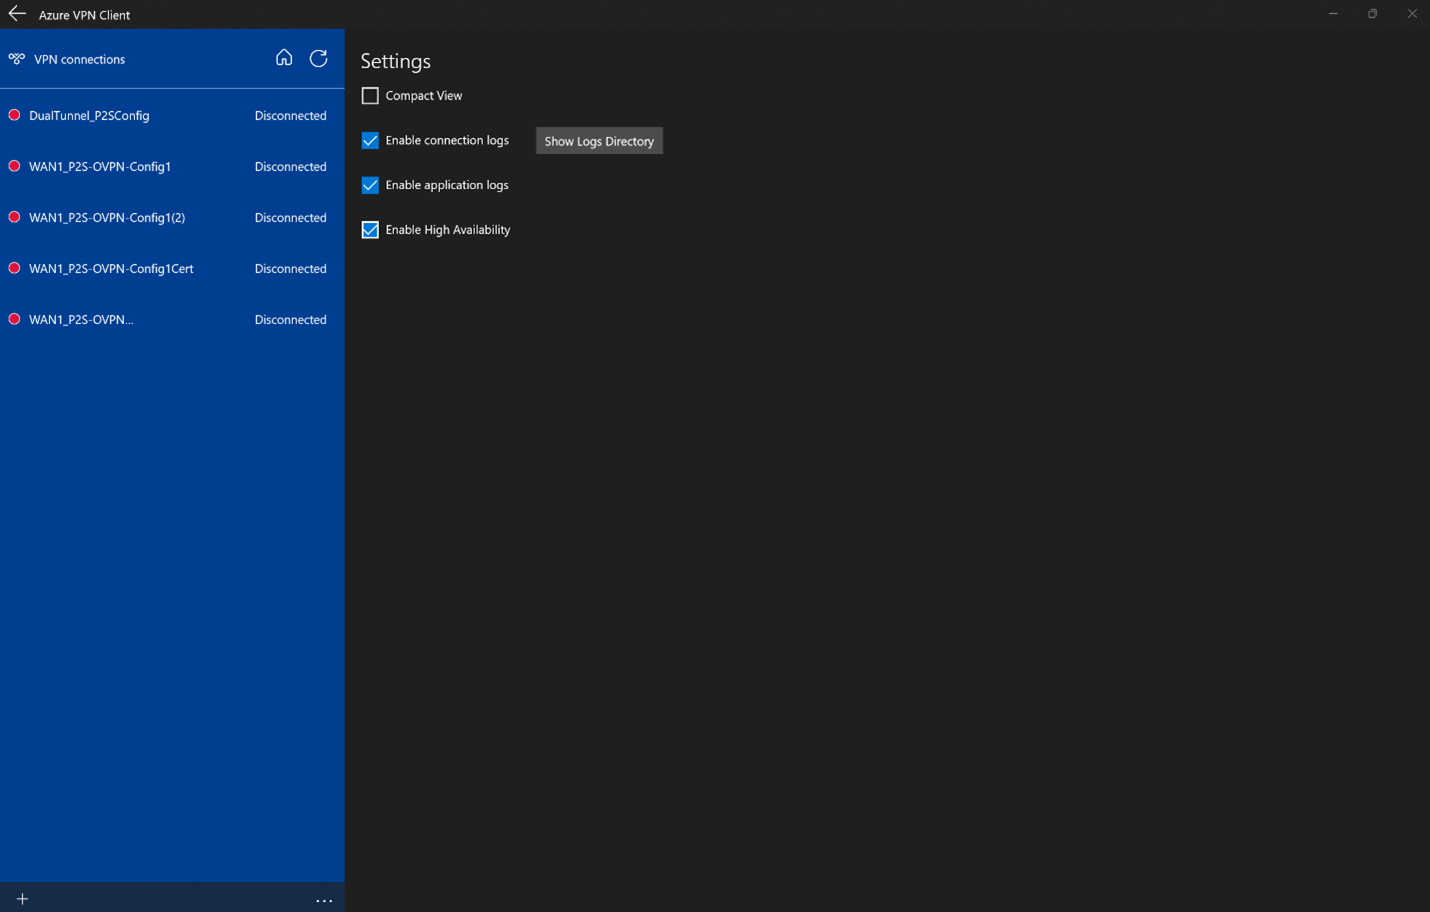 Azure VPN Client
VPN connections
DualTunnel_P2SConfig Disconnected
WAN1_P2S-OVPN-Config1 Disconnected
WAN1_P2S-OVPN-Config1(2) Disconnected
WAN1_P2S-OVPN-Config1Cert Disconnected
WAN1_P2S-OVPN... Disconnected
Settings
Compact View
Enable connection logs Show Logs Directory
Enable application logs
Enable High Availability